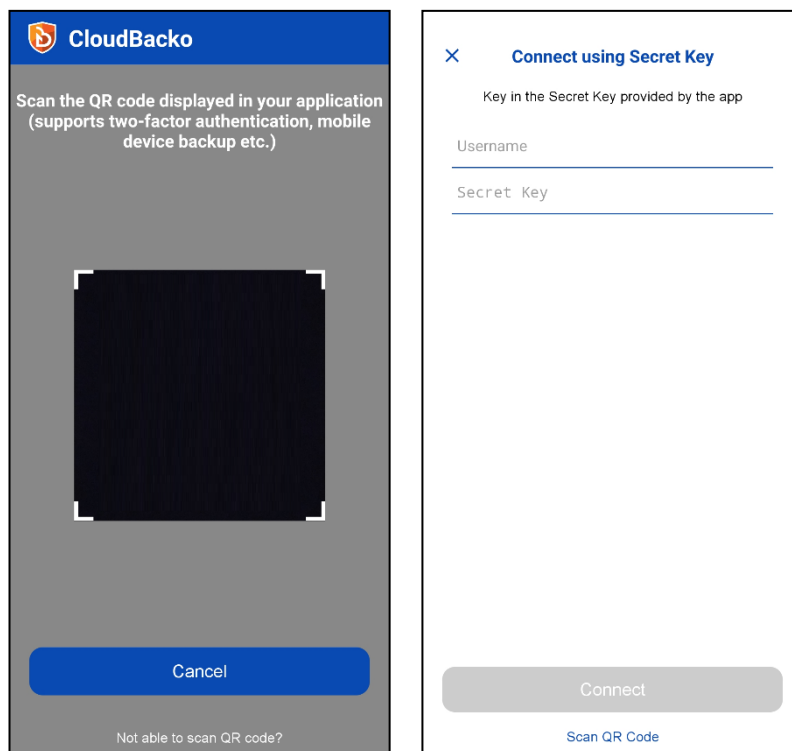 CloudBacko
Scan the QR code displayed in your application
(supports two-factor authentication, mobile
device backup etc.)
Cancel
Not able to scan QR code?
Connect using Secret Key
Key in the Secret Key provided by the app
Username
Secret Key
Connect
Scan QR Code